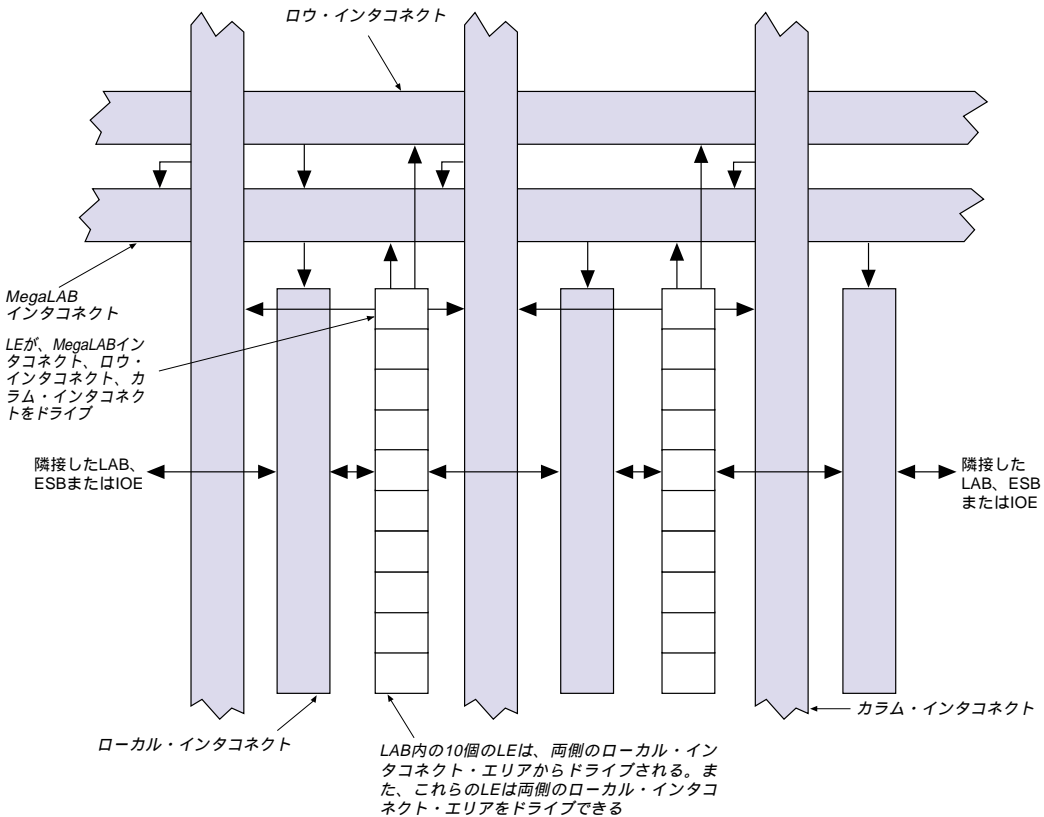 ロウ・インタコネクト
MegaLAB
インタコネクト
LEが、MegaLABイン
タコネクト、ロウ・
インタコネクト、カ
ラム・インタコネク
トをドライブ
隣接したLAB、
ESBまたはIOE
隣接した
LAB、ESB
またはIOE
ローカル・インタコネクト
カラム・インタコネクト
LAB内の10個のLEは、両側のローカル・イン
タコネクト・エリアからドライブされる。ま
た、これらのLEは両側のローカル・インタコ
ネクト・エリアをドライブできる